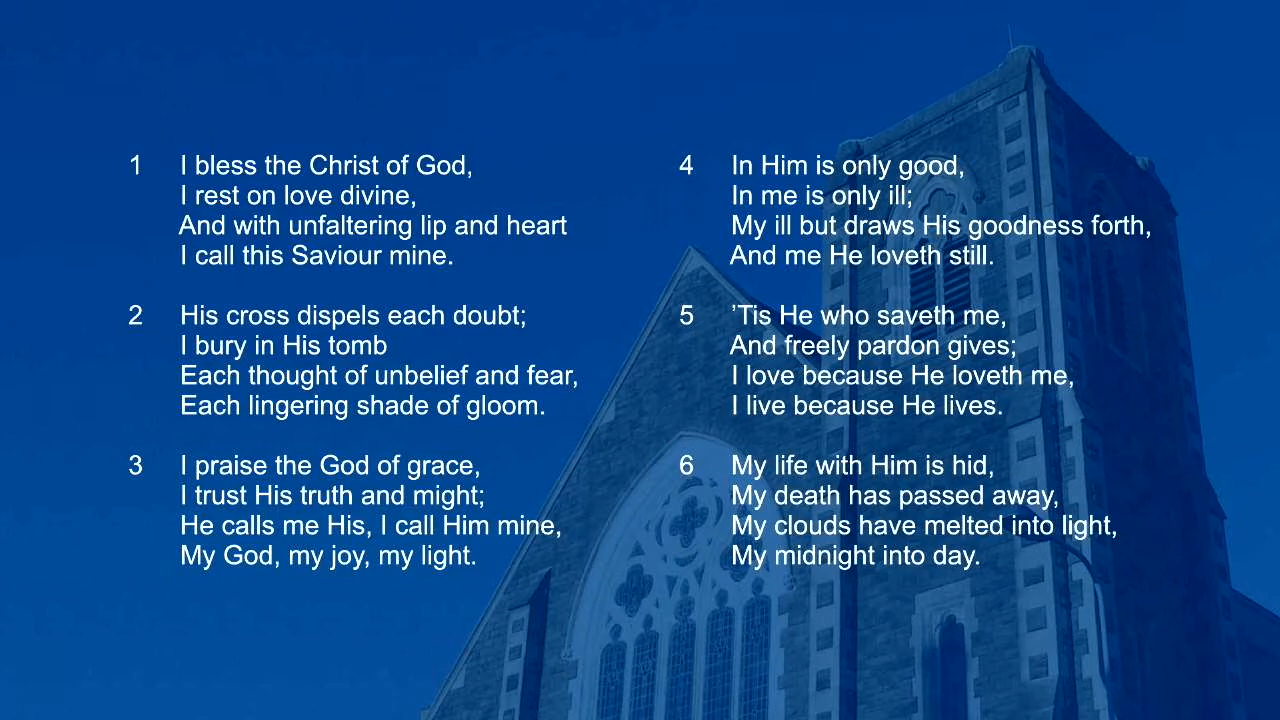 1 I bless the Christ of God,
I rest on love divine,
And with unfaltering lip and heart
I call this Saviour mine.
2 His cross dispels each doubt;
I bury in His tomb
Each thought of unbelief and fear,
Each lingering shade of gloom.
3 I praise the God of grace,
I trust His truth and might;
He calls me His, I call Him mine,
My God, my joy, my light.
4 In Him is only good,
In me is only ill;
My ill but draws His goodness forth,
And me He loveth still.
5 ’Tis He who saveth me,
And freely pardon gives;
I love because He loveth me,
I live because He lives.
6 My life with Him is hid,
My death has passed away,
My clouds have melted into light,
My midnight into day.